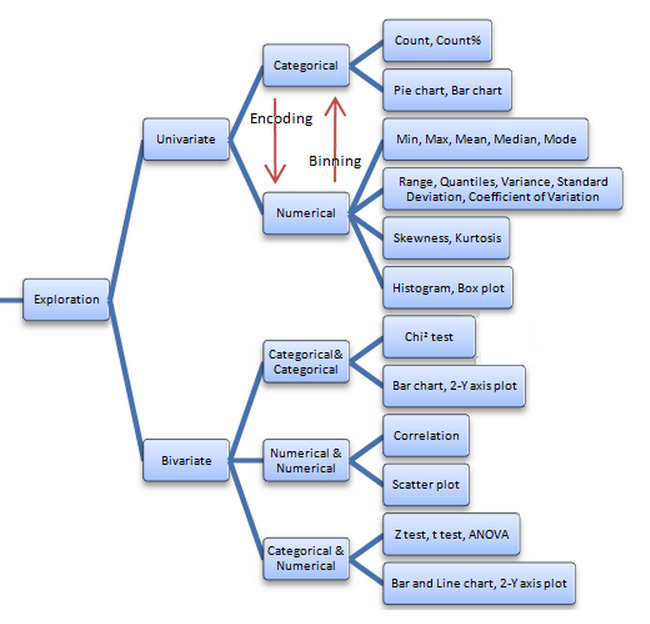 Exploration
Univariate
Categorical
Count, Count%
Pie chart, Bar chart
Encoding
Binning
Numerical
Min, Max, Mean, Median, Mode
Range, Quantiles, Variance, Standard
Deviation, Coefficient of Variation
Skewness, Kurtosis
Histogram, Box plot
Bivariate
Categorical&
Categorical
Chi² test
Bar chart, 2-Y axis plot
Numerical &
Numerical
Correlation
Scatter plot
Categorical &
Numerical
Z test, t test, ANOVA
Bar and Line chart, 2-Y axis plot